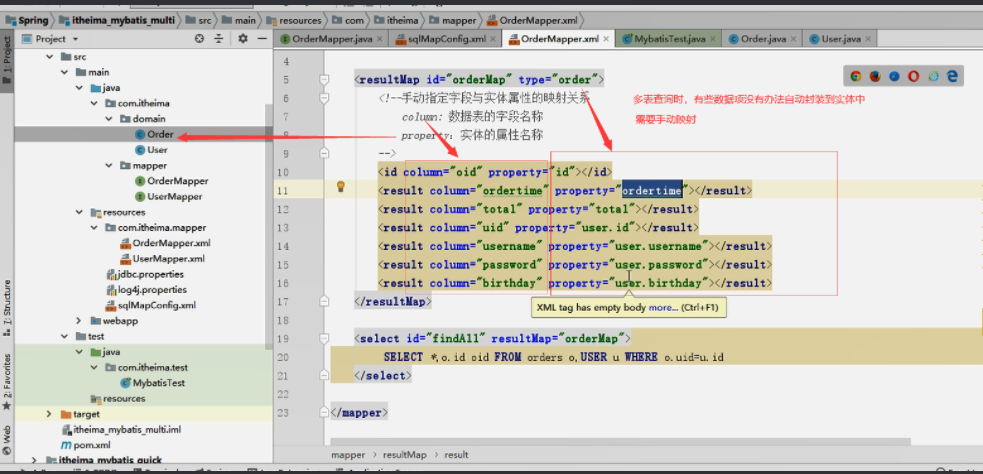 Spring itheima_mybatis_multi src main resources com itheima mapper OrderMapper.xml
Project
OrderMapper.java sqlMapConfig.xml OrderMapper.xml MybatisTest.java Order.java User.java
1: Project
Z: Structure
2: Favorites
Web
src
main
java
com.itheima
domain
Order
User
mapper
OrderMapper
UserMapper
resources
com.itheima.mapper
OrderMapper.xml
UserMapper.xml
jdbc.properties
log4j.properties
sqlMapConfig.xml
webapp
test
java
com.itheima.test
MybatisTest
resources
target
itheima_mybatis_multi.iml
pom.xml
itheima_mybatis_quick
4
5 <resultMap id="orderMap" type="order">
6 <!--手动指定字段与实体属性的映射关系
column: 数据表的字段名称
property：实体的属性名称
9 -->
10 <id column="oid" property="id"></id>
11 <result column="ordertime" property="ordertime"></result>
12 <result column="total" property="total"></result>
13 <result column="uid" property="user.id"></result>
14 <result column="username" property="user.username"></result>
15 <result column="password" property="user.password"></result>
16 <result column="birthday" property="user.birthday"></result>
17 </resultMap>
18
19 <select id="findAll" resultMap="orderMap">
20 SELECT *,o.id oid FROM orders o,USER u WHERE o.uid=u.id
21 </select>
22
23 </mapper>
多表查询时，有些数据项没有办法自动封装到实体中
需要手动映射
XML tag has empty body more... (Ctrl+F1)
mapper › resultMap › result